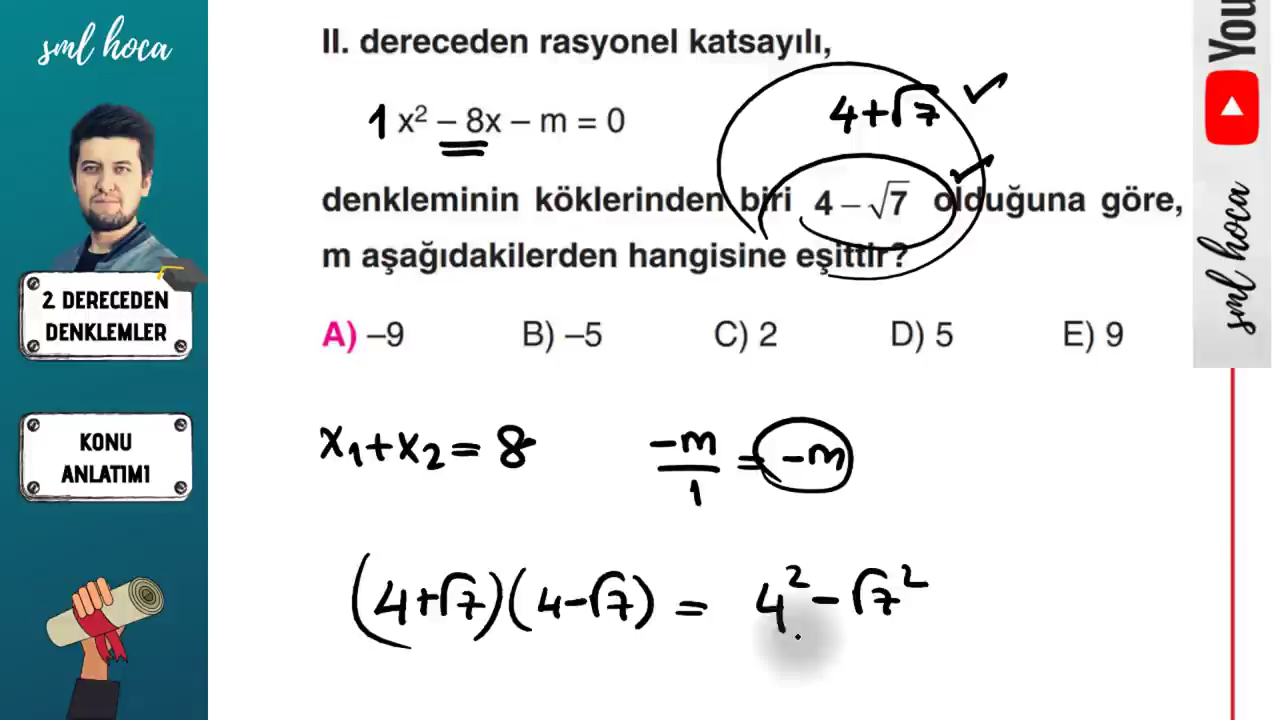 sml hoca
2. DERECEDEN
DENKLEMLER
KONU
ANLATIMI
II. dereceden rasyonel katsayılı,
1 x² – 8x – m = 0
4+√7
denkleminin köklerinden biri 4 – √7 olduğuna göre,
m aşağıdakilerden hangisine eşittir?
A) –9 B) –5 C) 2 D) 5 E) 9
x₁+x₂ = 8 -m/1 = -m
(4+√7)(4-√7) = 4² - √7²
You
sml hoca